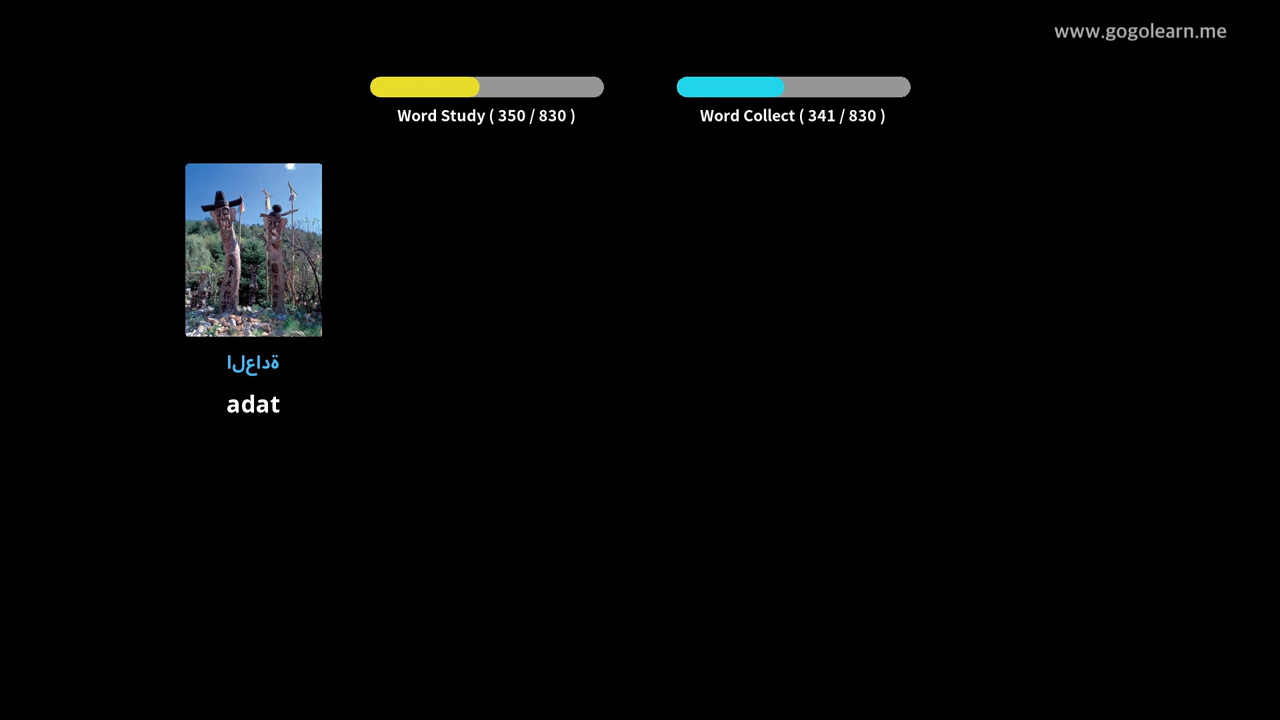 www.gogolearn.me
Word Study ( 350 / 830 )
Word Collect ( 341 / 830 )
العادة
adat